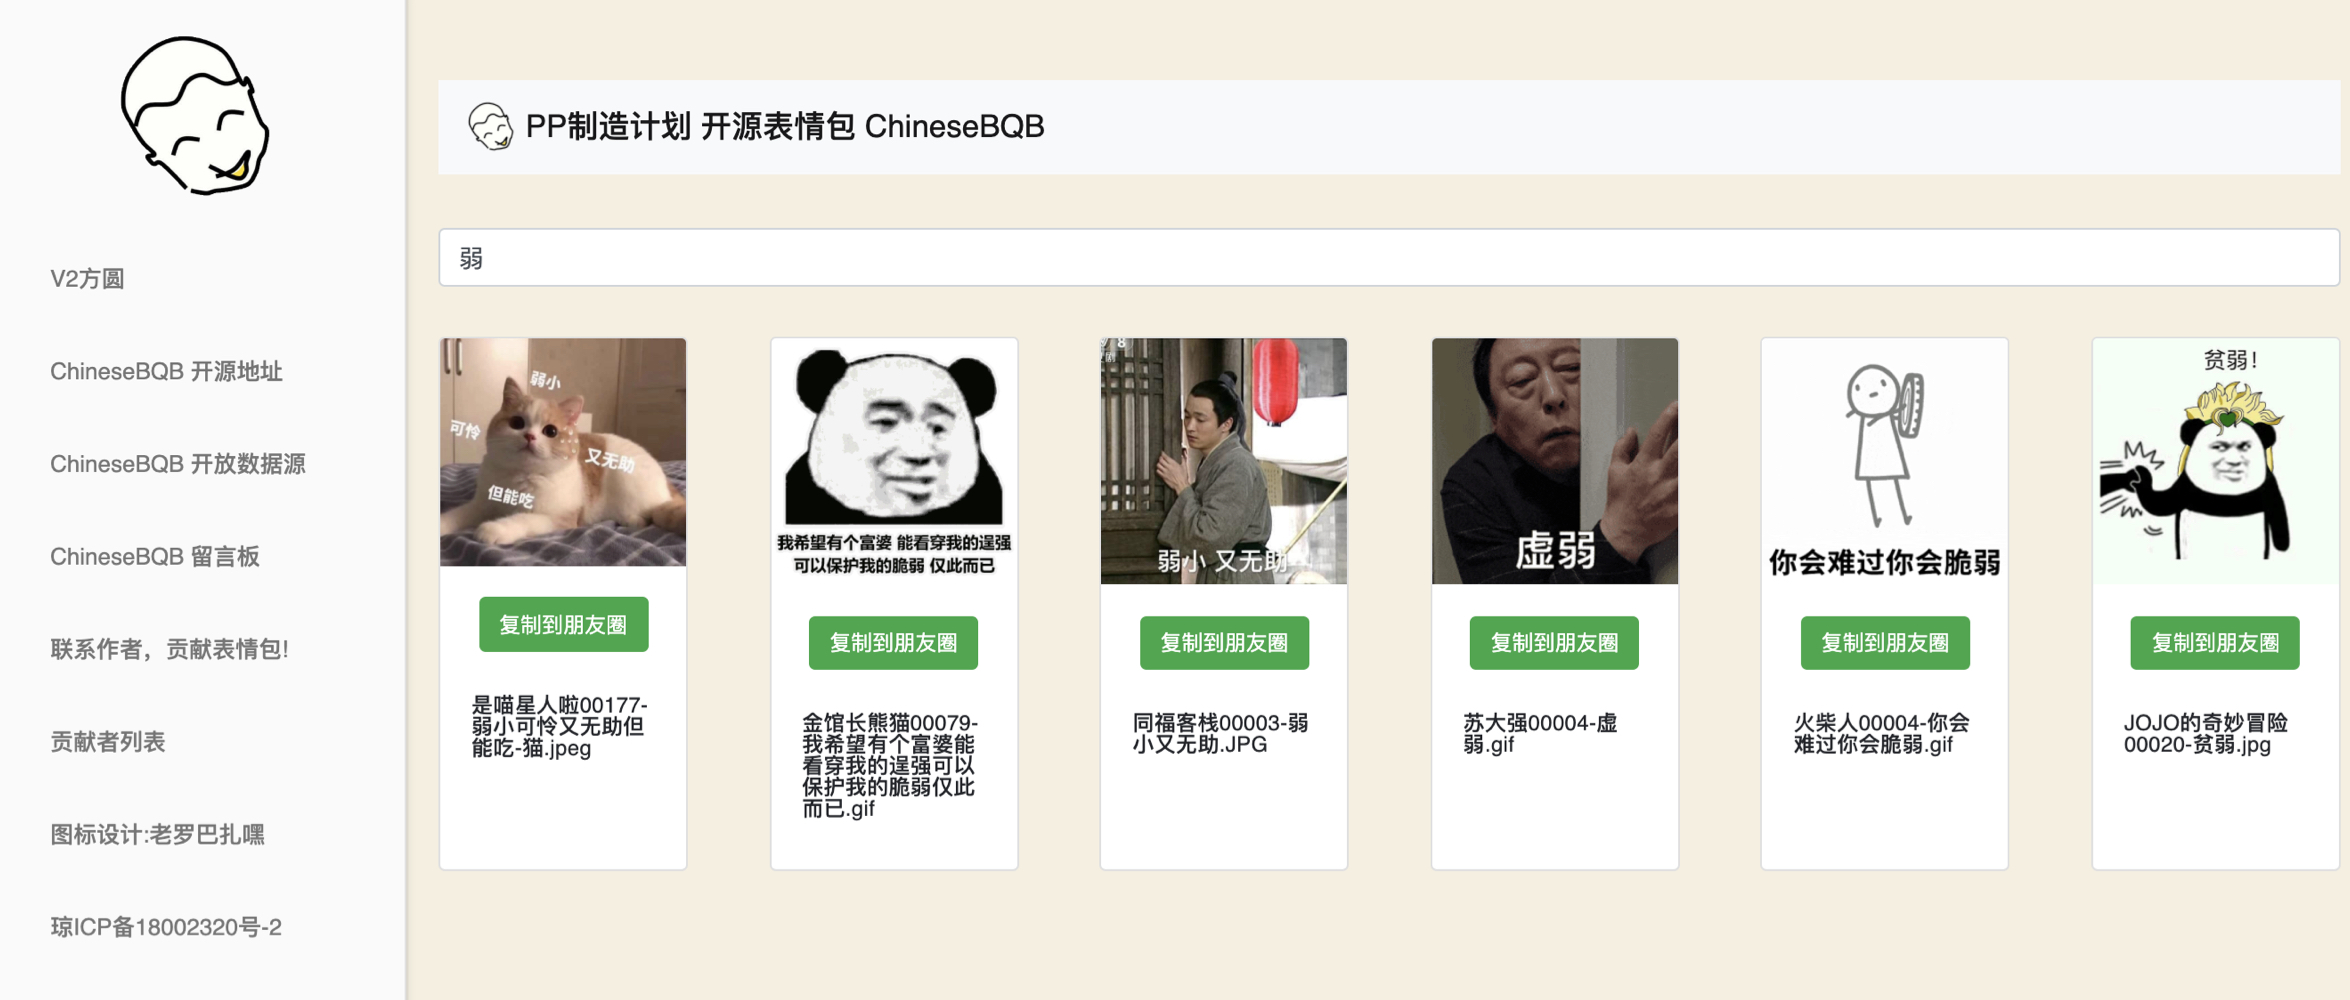 PP制造计划 开源表情包 ChineseBQB
V2方圆
ChineseBQB 开源地址
ChineseBQB 开放数据源
ChineseBQB 留言板
联系作者，贡献表情包!
贡献者列表
图标设计:老罗巴扎嘿
琼ICP备18002320号-2
弱
弱小
可怜
又无助
但能吃
复制到朋友圈
是喵星人啦00177-
弱小可怜又无助但
能吃-猫.jpeg
我希望有个富婆 能看穿我的逞强
可以保护我的脆弱 仅此而已
复制到朋友圈
金馆长熊猫00079-
我希望有个富婆能
看穿我的逞强可以
保护我的脆弱仅此
而已.gif
8
弱小 又无助
复制到朋友圈
同福客栈00003-弱
小又无助.JPG
虚弱
复制到朋友圈
苏大强00004-虚
弱.gif
你会难过你会脆弱
复制到朋友圈
火柴人00004-你会
难过你会脆弱.gif
贫弱!
复制到朋友圈
JOJO的奇妙冒险
00020-贫弱.jpg